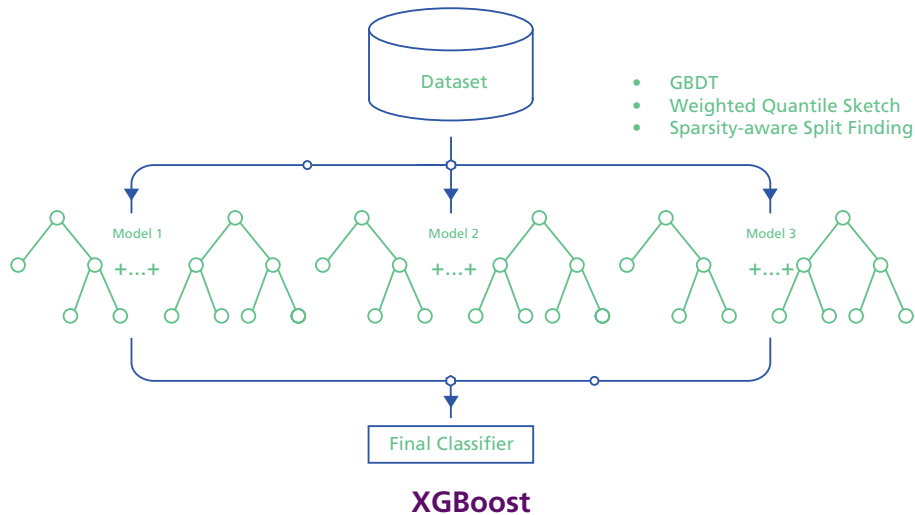 Dataset
• GBDT
• Weighted Quantile Sketch
• Sparsity-aware Split Finding
Model 1
+...+
Model 2
+...+
Model 3
+...+
Final Classifier
XGBoost